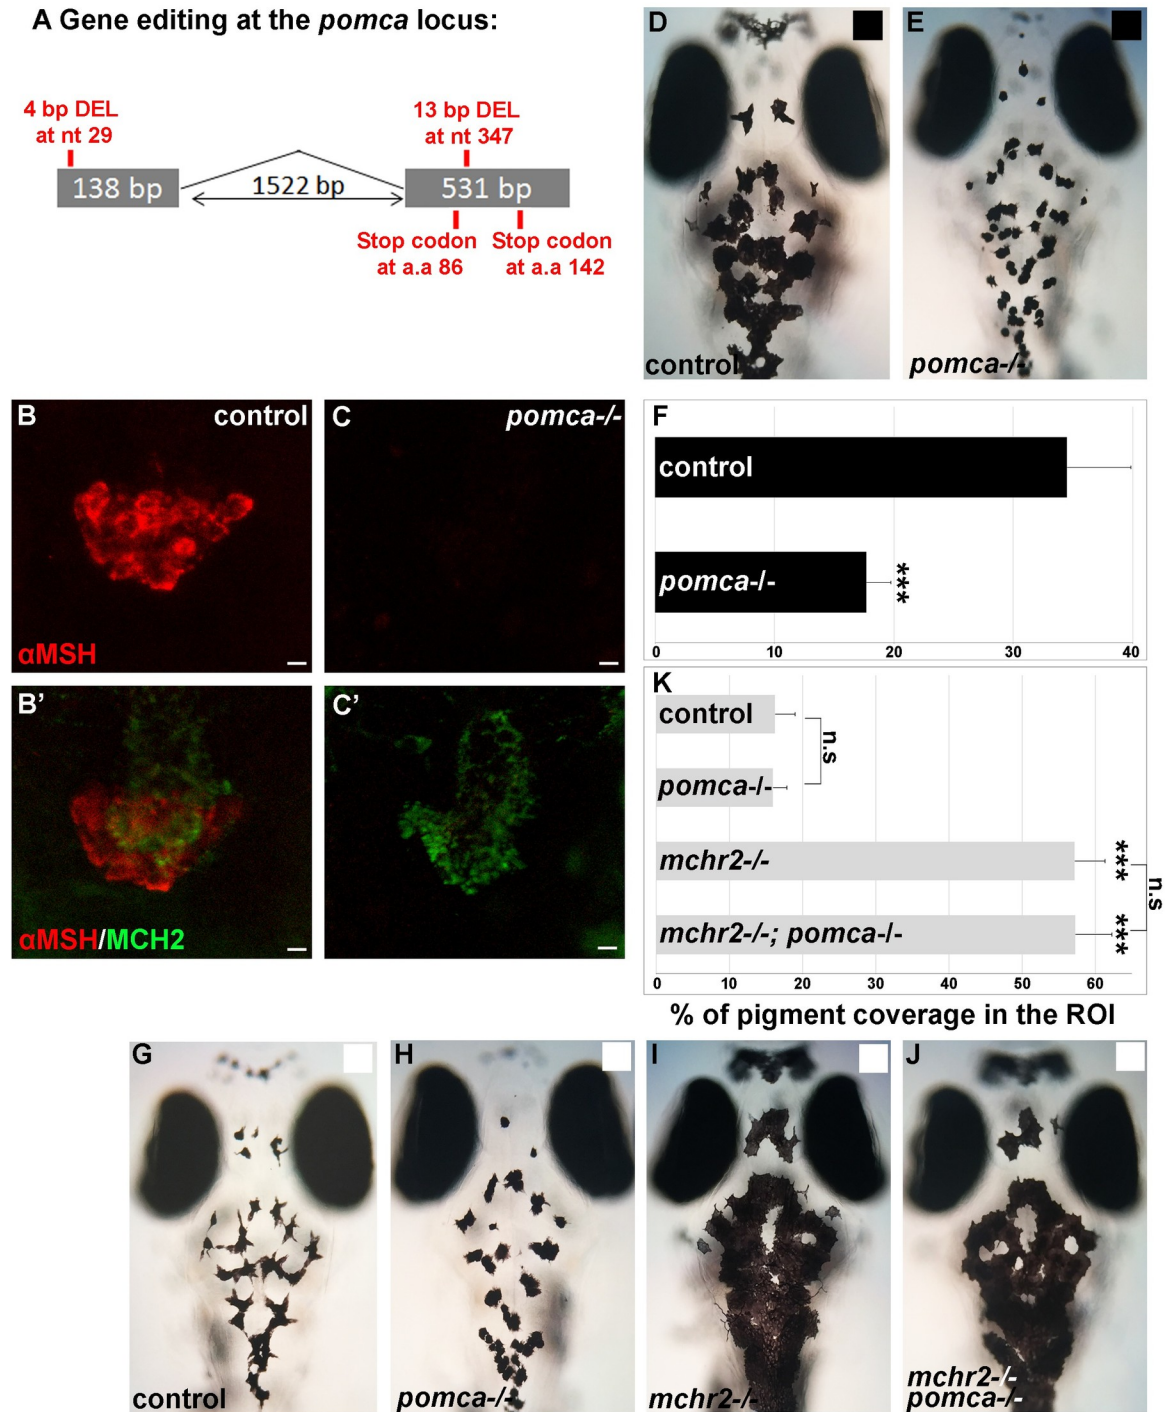 A Gene editing at the pomca locus:
4 bp DEL
at nt 29
13 bp DEL
at nt 347
138 bp
1522 bp
531 bp
Stop codon
at a.a 86
Stop codon
at a.a 142
D
control
E
pomca-/-
B
control
αMSH
C
pomca-/-
B’
αMSH/MCH2
C’
F
control
pomca-/-
***
0 10 20 30 40
K
control
pomca-/-
n.s
mchr2-/-
***
mchr2-/-; pomca-/-
***
n.s
0 10 20 30 40 50 60
% of pigment coverage in the ROI
G
control
H
pomca-/-
I
mchr2-/-
J
mchr2-/-
pomca-/-